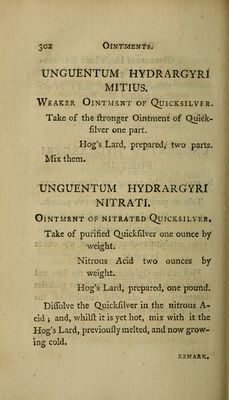 302 OINTMENTS.
UNGUENTUM HYDRARGYRI
MITIUS.
WEAKER OINTMENT OF QUICKSILVER.
Take of the ſtronger Ointment of Quick-
ſilver one part.
Hog's Lard, prepared, two parts.
Mix them.
UNGUENTUM HYDRARGYRI
NITRATI.
OINTMENT OF NITRATED QUICKSILVER.
Take of purified Quickſilver one ounce by
weight.
Nitrous Acid two ounces by
weight.
Hog's Lard, prepared, one pound.
Diſſolve the Quickſilver in the nitrous A-
cid; and, whilſt it is yet hot, mix with it the
Hog's Lard, previouſly melted, and now grow-
ing cold.
REMARK.